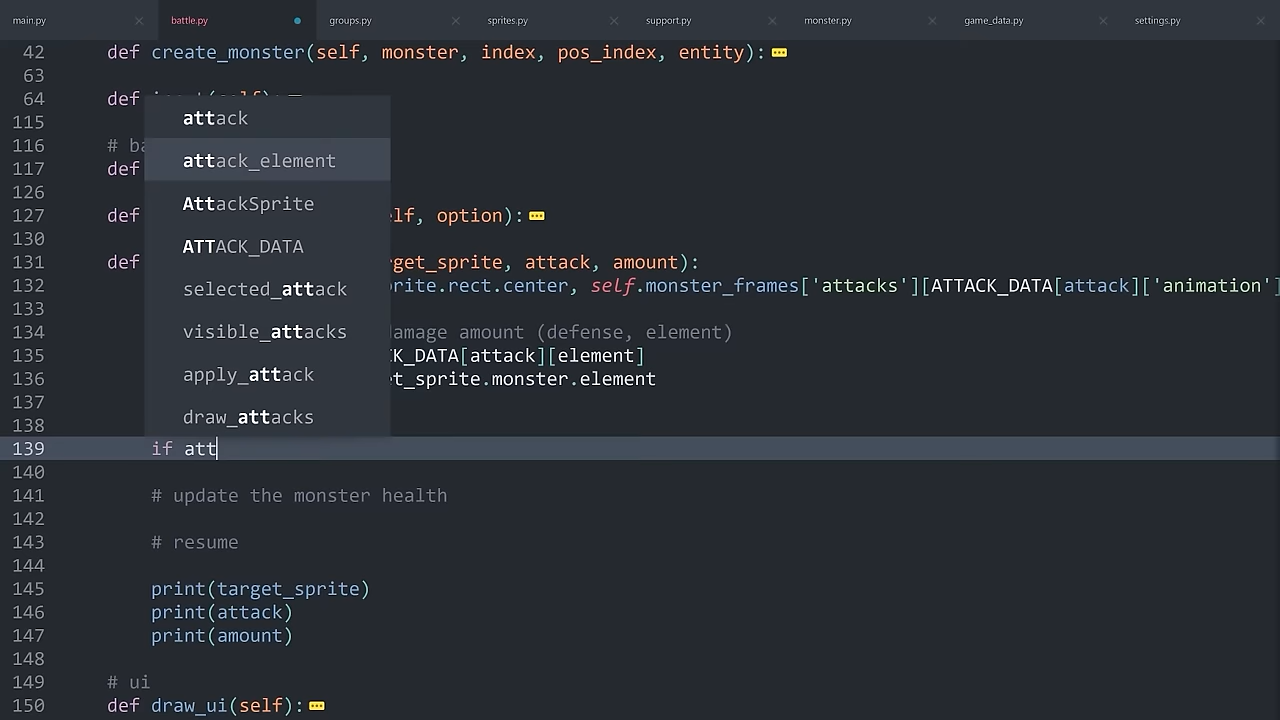 main.py battle.py groups.py sprites.py support.py monster.py game_data.py settings.py
42 def create_monster(self, monster, index, pos_index, entity):
63
64 def
115
attack
116 # ba
attack_element
117 def
126
AttackSprite
127 def lf, option):
130
ATTACK_DATA
131 def get_sprite, attack, amount):
132 rite.rect.center, self.monster_frames['attacks'][ATTACK_DATA[attack]['animation']
selected_attack
133
134 amage amount (defense, element)
visible_attacks
135 K_DATA[attack][element]
136 t_sprite.monster.element
apply_attack
137
138
draw_attacks
139 if att
140
141 # update the monster health
142
143 # resume
144
145 print(target_sprite)
146 print(attack)
147 print(amount)
148
149 # ui
150 def draw_ui(self):